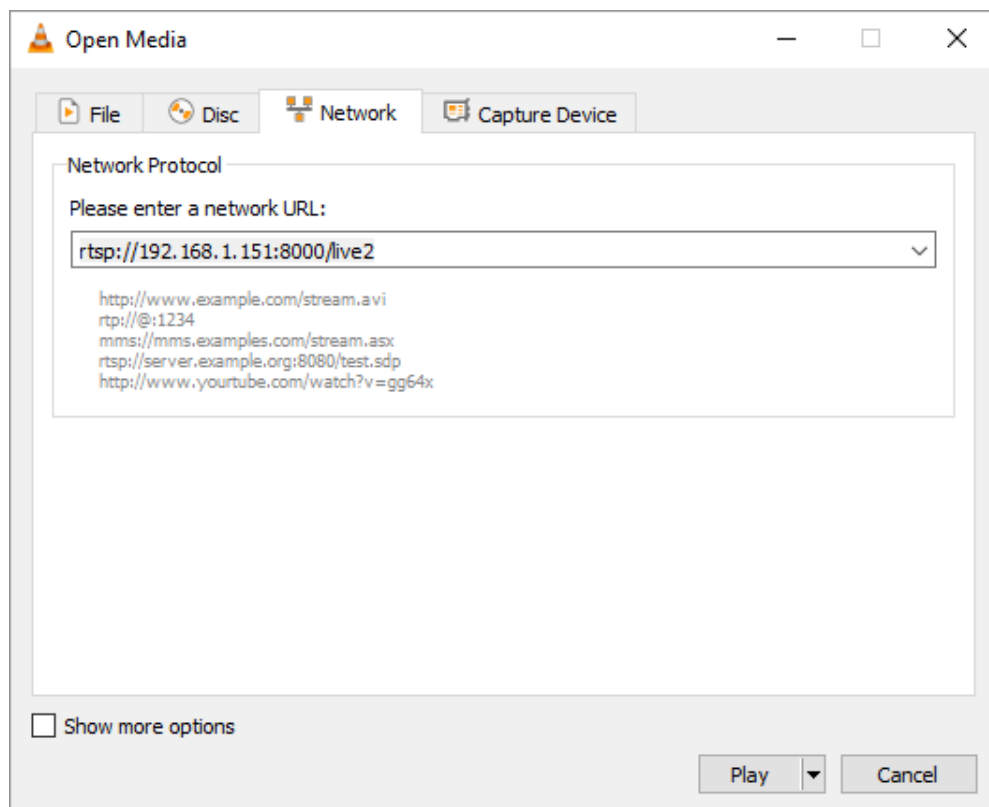 Open Media
File Disc Network Capture Device
Network Protocol
Please enter a network URL:
rtsp://192.168.1.151:8000/live2
http://www.example.com/stream.avi
rtp://@:1234
mms://mms.examples.com/stream.asx
rtsp://server.example.org:8080/test.sdp
http://www.yourtube.com/watch?v=gg64x
Show more options
Play Cancel